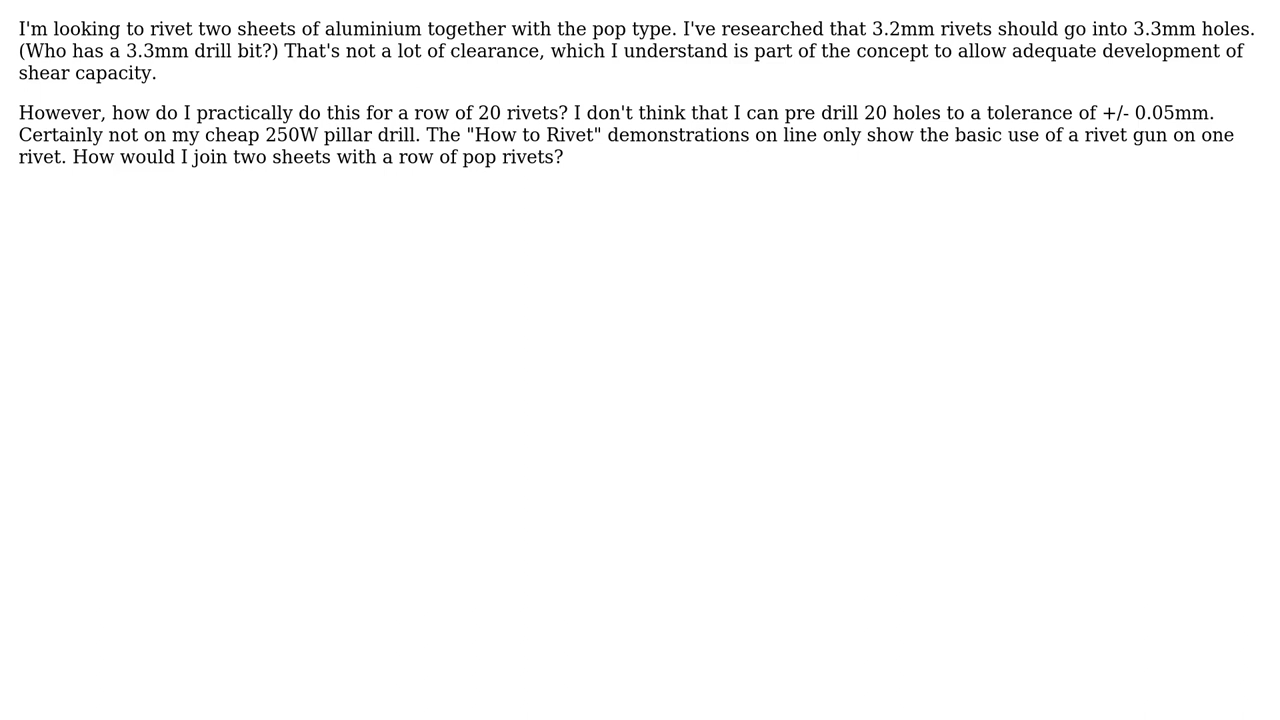 I'm looking to rivet two sheets of aluminium together with the pop type. I've researched that 3.2mm rivets should go into 3.3mm holes.
(Who has a 3.3mm drill bit?) That's not a lot of clearance, which I understand is part of the concept to allow adequate development of
shear capacity.
However, how do I practically do this for a row of 20 rivets? I don't think that I can pre drill 20 holes to a tolerance of +/- 0.05mm.
Certainly not on my cheap 250W pillar drill. The "How to Rivet" demonstrations on line only show the basic use of a rivet gun on one
rivet. How would I join two sheets with a row of pop rivets?